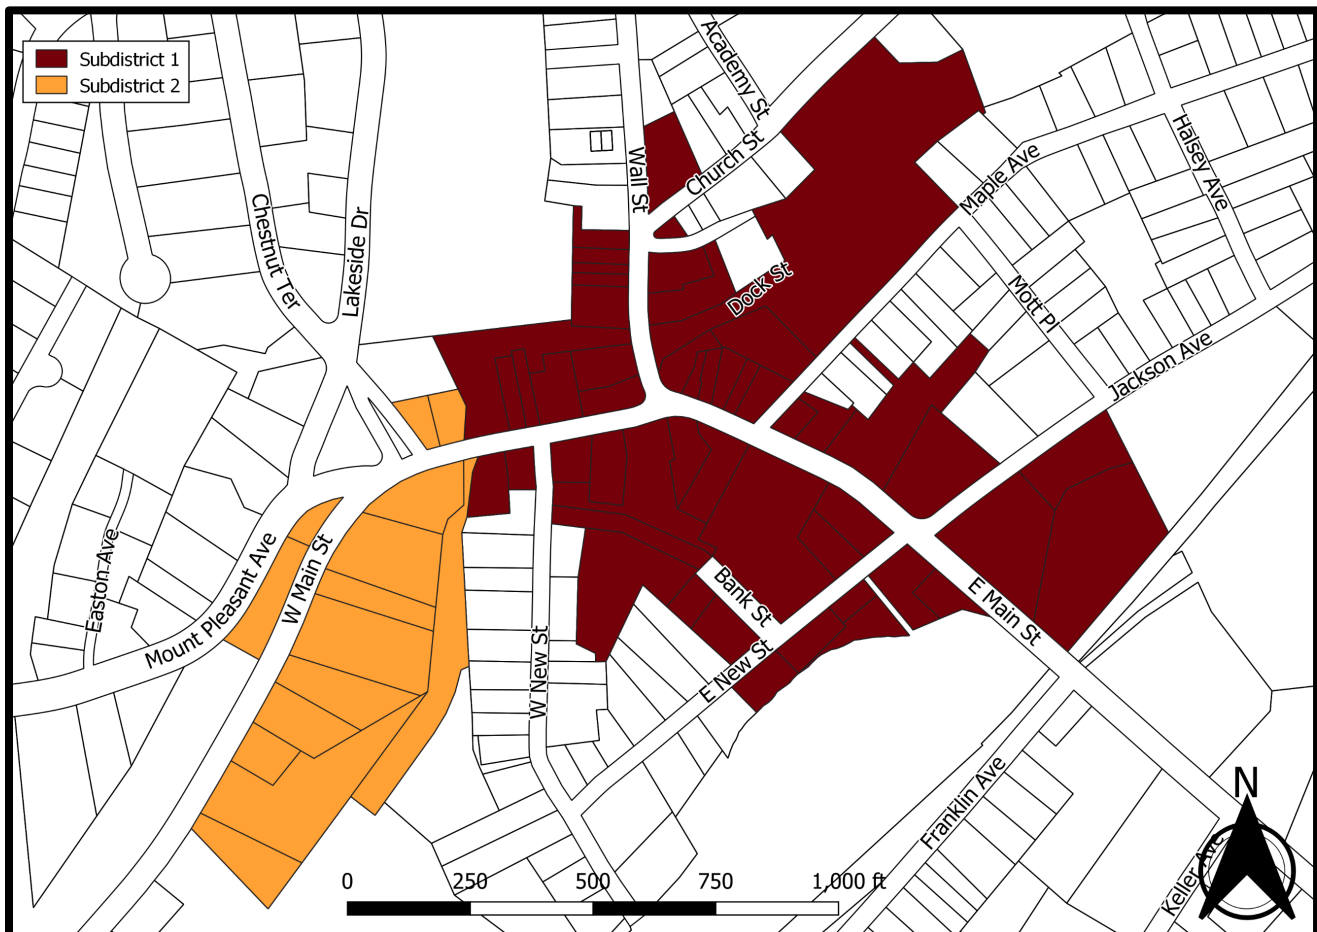 Subdistrict 1
Subdistrict 2
Academy St
Church St
Wall St
Halsey Ave
Maple Ave
Chestnut Ter
Lakeside Dr
Dock St
Mott Pl
Jackson Ave
Easton Ave
Mount Pleasant Ave
W Main St
Bank St
E Main St
E New St
W New St
Franklin Ave
Keller Ave
N
0 250 500 750 1,000 ft